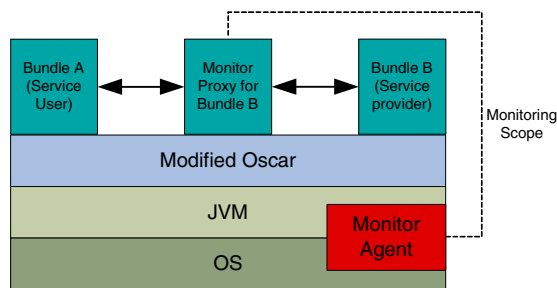 Bundle A
(Service
User)
Monitor
Proxy for
Bundle B
Bundle B
(Service
provider)
Monitoring
Scope
Modified Oscar
JVM
Monitor
Agent
OS